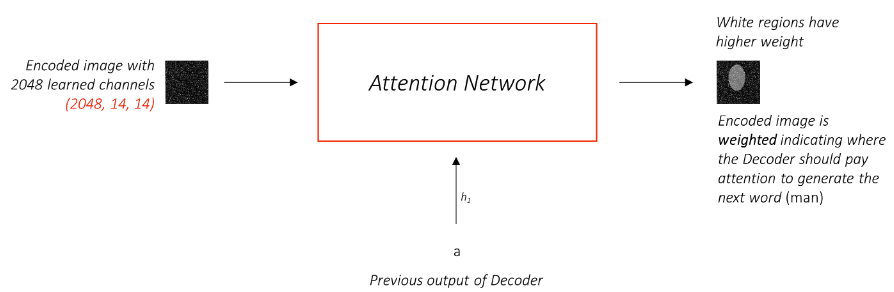 Encoded image with
2048 learned channels
(2048, 14, 14)
Attention Network
White regions have
higher weight
Encoded image is
weighted indicating where
the Decoder should pay
attention to generate the
next word (man)
h₁
a
Previous output of Decoder